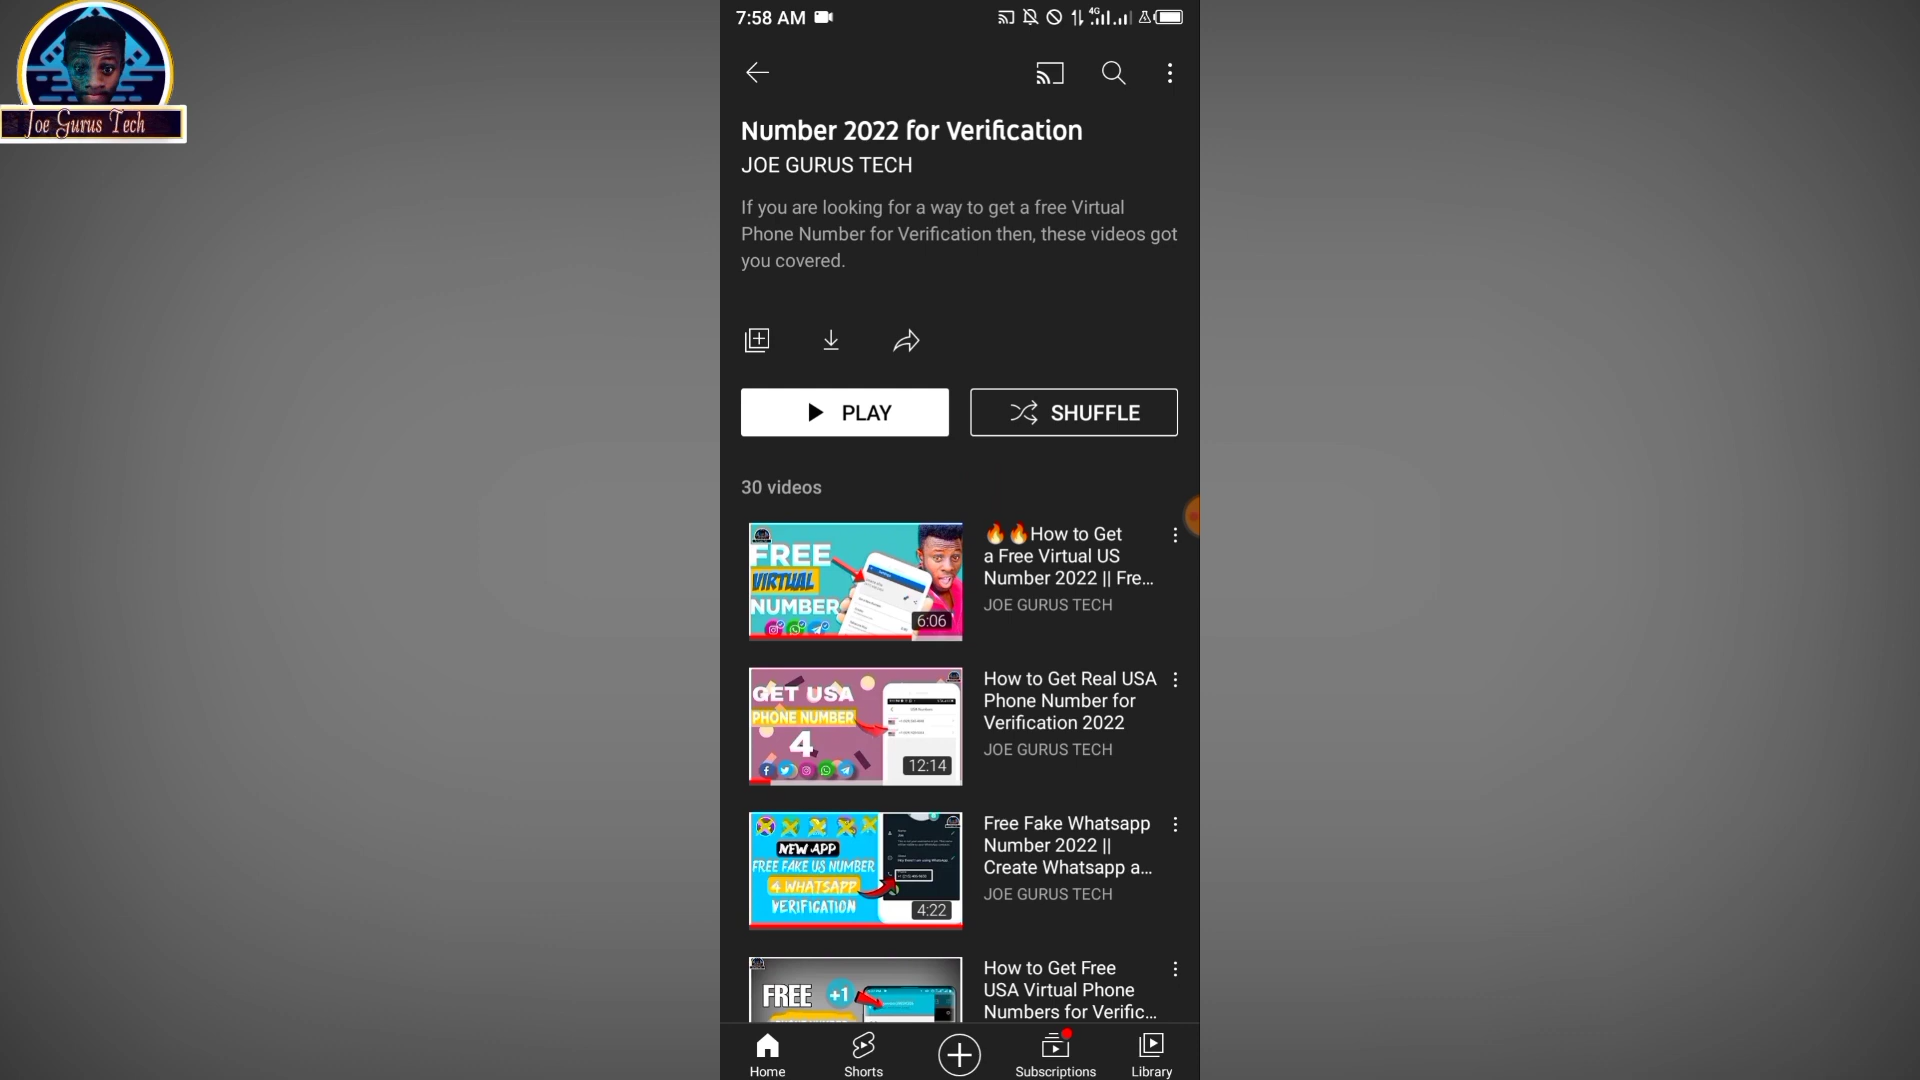 Joe Gurus Tech
7:58 AM
4G
Number 2022 for Verification
JOE GURUS TECH
If you are looking for a way to get a free Virtual
Phone Number for Verification then, these videos got
you covered.
PLAY
SHUFFLE
30 videos
FREE
VIRTUAL
NUMBER
6:06
🔥🔥How to Get
a Free Virtual US
Number 2022 || Fre...
JOE GURUS TECH
GET USA
PHONE NUMBER
4
12:14
How to Get Real USA
Phone Number for
Verification 2022
JOE GURUS TECH
NEW APP
FREE FAKE US NUMBER
4 WHATSAPP
VERIFICATION
4:22
Free Fake Whatsapp
Number 2022 ||
Create Whatsapp a...
JOE GURUS TECH
FREE +1
How to Get Free
USA Virtual Phone
Numbers for Verific...
Home
Shorts
Subscriptions
Library